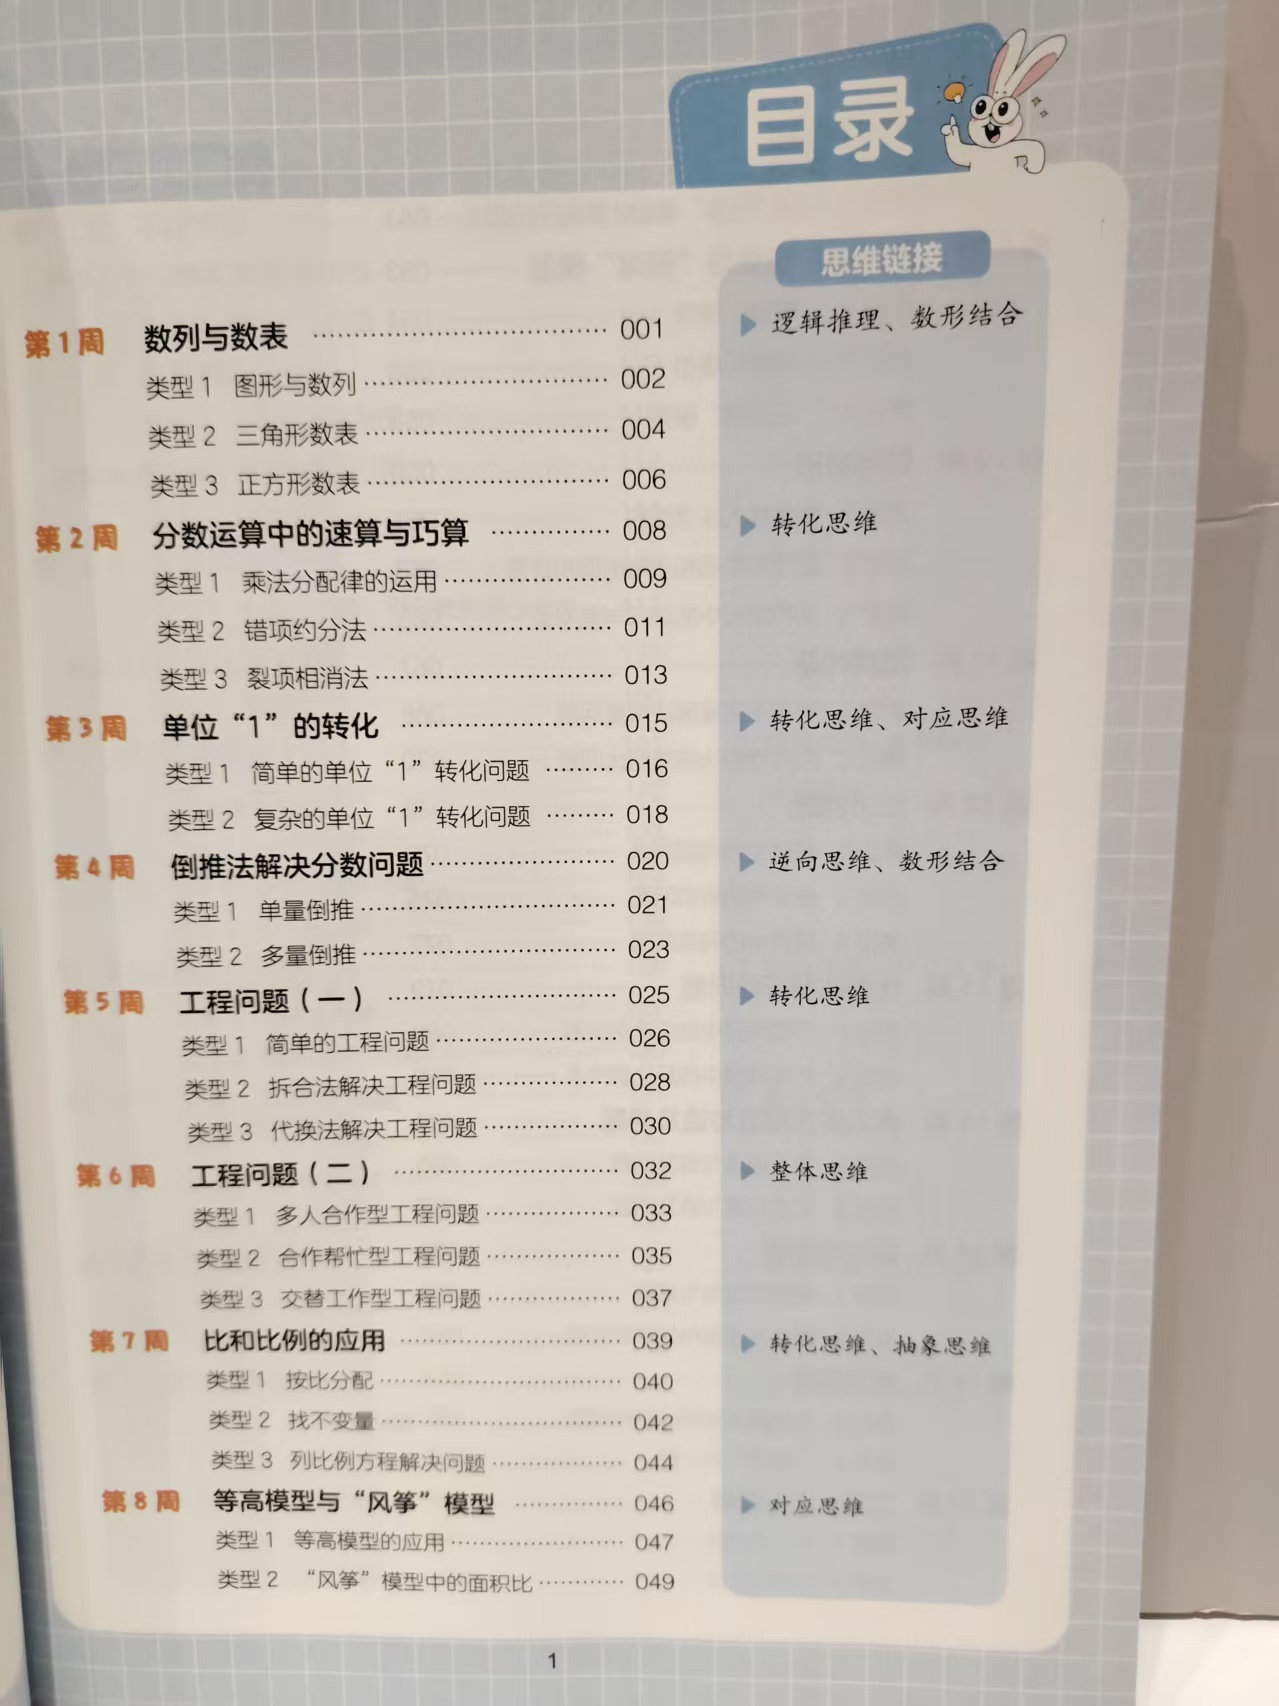 目录
思维链接
第1周 数列与数表 …… 001 ▶ 逻辑推理、数形结合
类型1 图形与数列 …… 002
类型2 三角形数表 …… 004
类型3 正方形数表 …… 006
第2周 分数运算中的速算与巧算 …… 008 ▶ 转化思维
类型1 乘法分配律的运用 …… 009
类型2 错项约分法 …… 011
类型3 裂项相消法 …… 013
第3周 单位“1”的转化 …… 015 ▶ 转化思维、对应思维
类型1 简单的单位“1”转化问题 …… 016
类型2 复杂的单位“1”转化问题 …… 018
第4周 倒推法解决分数问题 …… 020 ▶ 逆向思维、数形结合
类型1 单量倒推 …… 021
类型2 多量倒推 …… 023
第5周 工程问题(一) …… 025 ▶ 转化思维
类型1 简单的工程问题 …… 026
类型2 拆合法解决工程问题 …… 028
类型3 代换法解决工程问题 …… 030
第6周 工程问题(二) …… 032 ▶ 整体思维
类型1 多人合作型工程问题 …… 033
类型2 合作帮忙型工程问题 …… 035
类型3 交替工作型工程问题 …… 037
第7周 比和比例的应用 …… 039 ▶ 转化思维、抽象思维
类型1 按比分配 …… 040
类型2 找不变量 …… 042
类型3 列比例方程解决问题 …… 044
第8周 等高模型与“风筝”模型 …… 046 ▶ 对应思维
类型1 等高模型的应用 …… 047
类型2 “风筝”模型中的面积比 …… 049
1